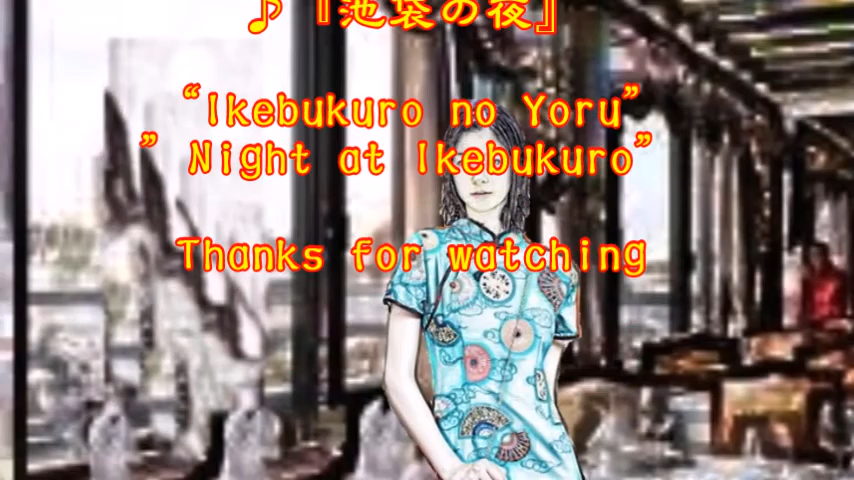 ♪『池袋の夜』
“Ikebukuro no Yoru”
”Night at Ikebukuro”
Thanks for watching